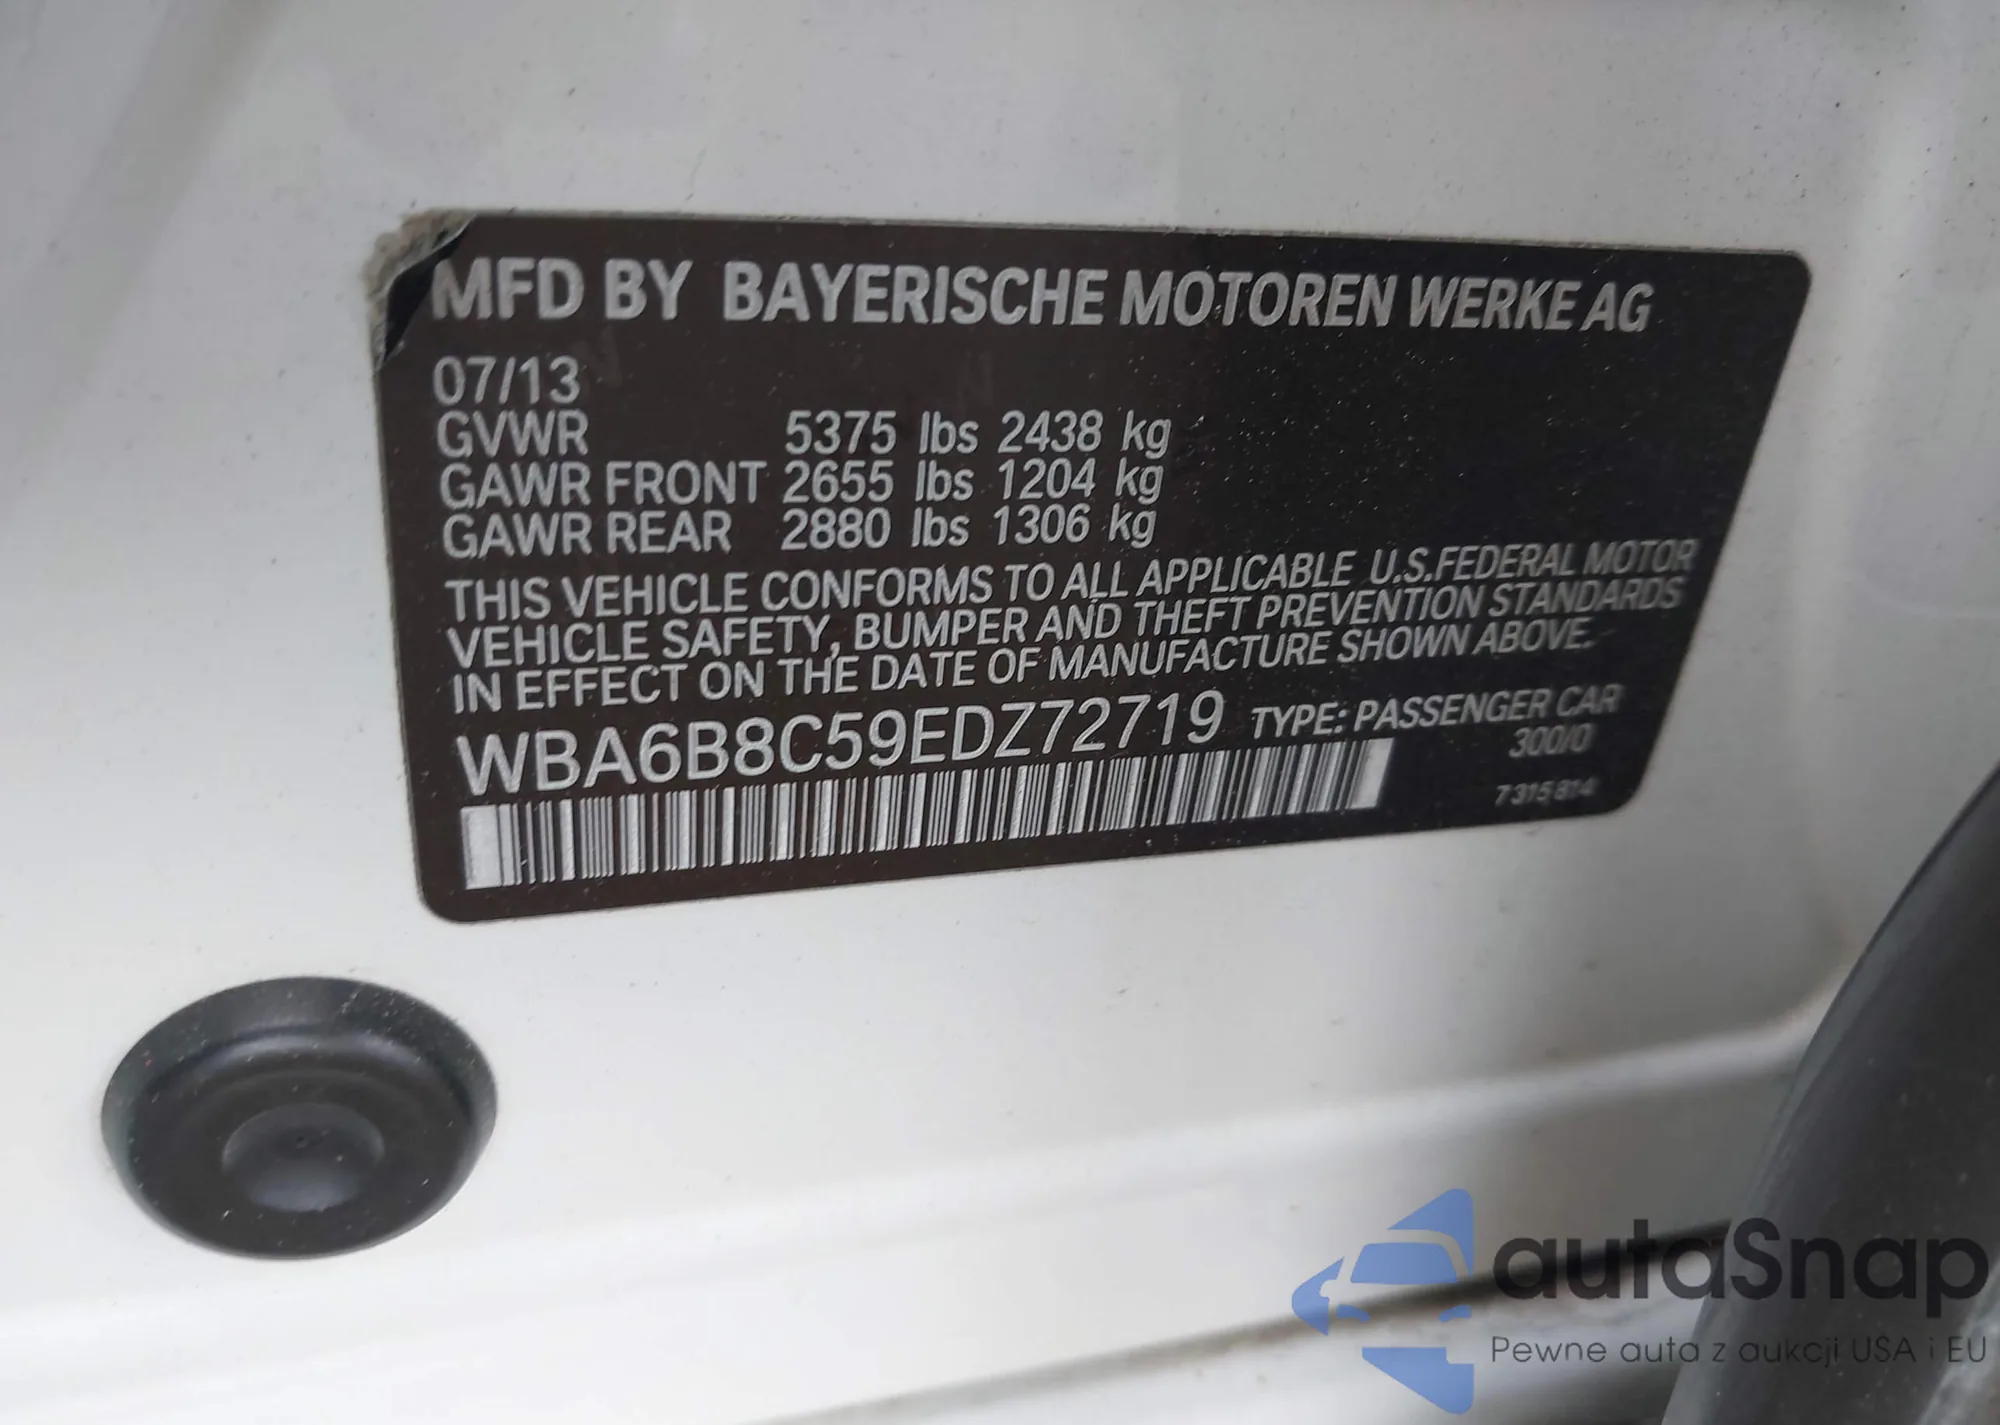 MFD BY BAYERISCHE MOTOREN WERKE AG
07/13
GVWR 5375 lbs 2438 kg
GAWR FRONT 2655 lbs 1204 kg
GAWR REAR 2880 lbs 1306 kg
THIS VEHICLE CONFORMS TO ALL APPLICABLE U.S.FEDERAL MOTOR
VEHICLE SAFETY, BUMPER AND THEFT PREVENTION STANDARDS
IN EFFECT ON THE DATE OF MANUFACTURE SHOWN ABOVE.
WBA6B8C59EDZ72719 TYPE: PASSENGER CAR
300/0
7 315 814
autaSnap
Pewne auta z aukcji USA i EU